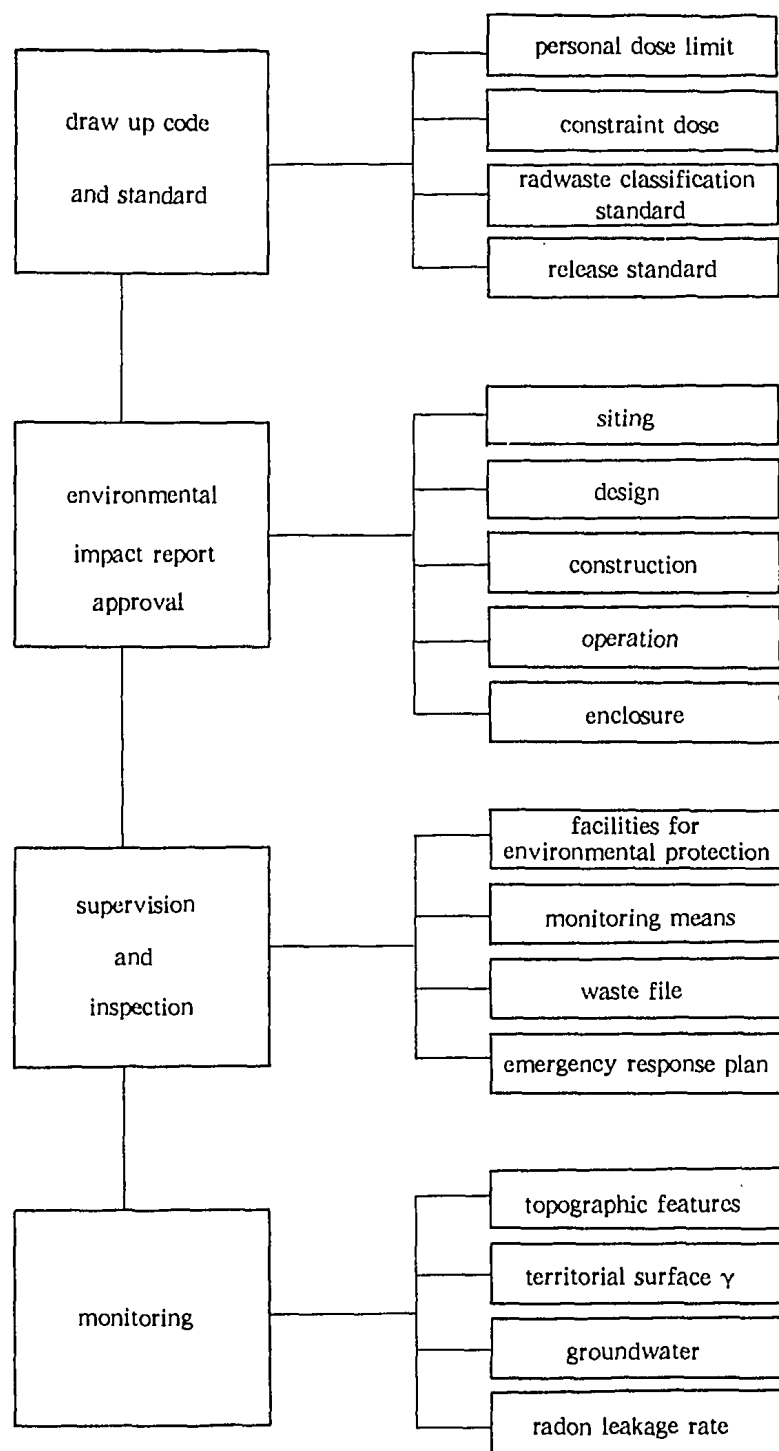 draw up code
and standard
personal dose limit
constraint dose
radwaste classification
standard
release standard
environmental
impact report
approval
siting
design
construction
operation
enclosure
supervision
and
inspection
facilities for
environmental protection
monitoring means
waste file
emergency response plan
monitoring
topographic features
territorial surface γ
groundwater
radon leakage rate